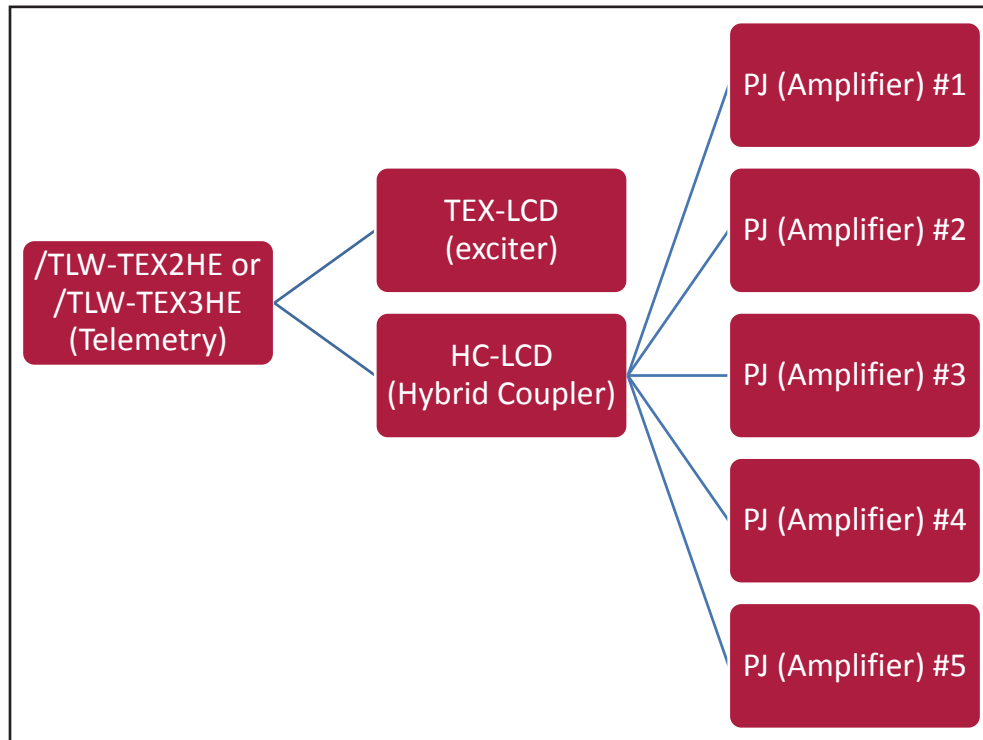 /TLW-TEX2HE or
/TLW-TEX3HE
(Telemetry)
TEX-LCD
(exciter)
HC-LCD
(Hybrid Coupler)
PJ (Amplifier) #1
PJ (Amplifier) #2
PJ (Amplifier) #3
PJ (Amplifier) #4
PJ (Amplifier) #5